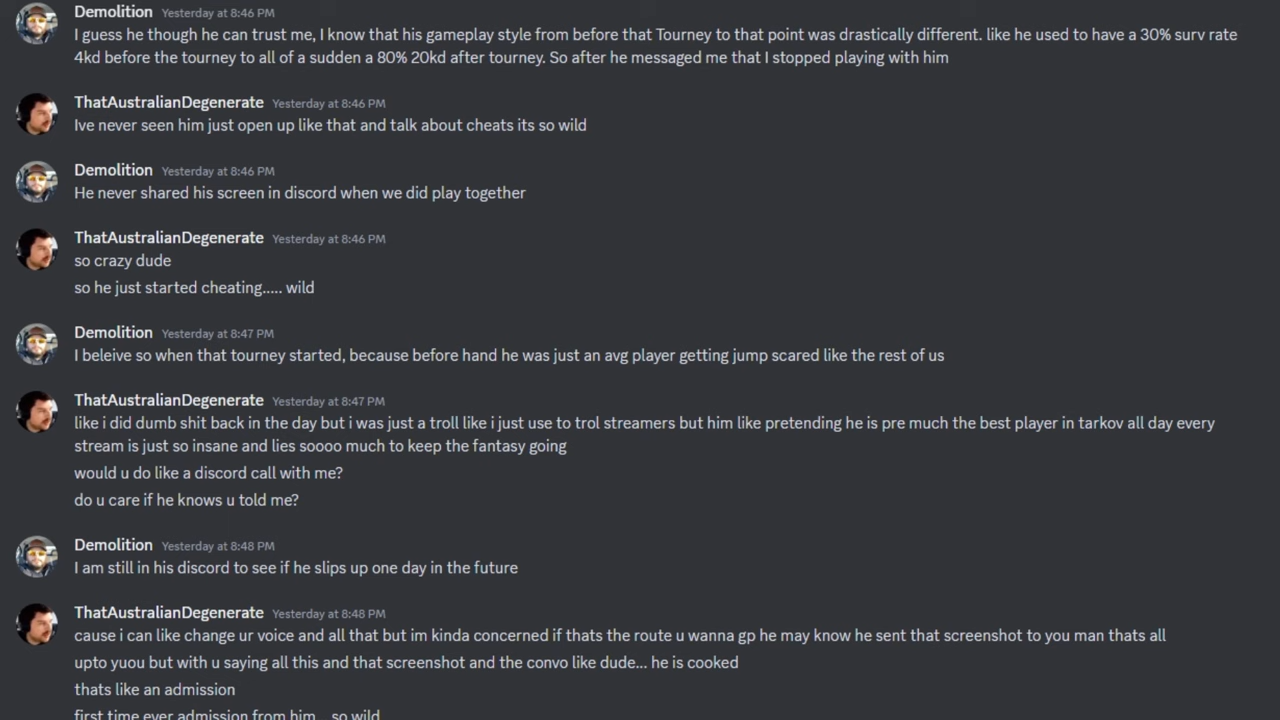 Demolition Yesterday at 8:46 PM
I guess he though he can trust me, I know that his gameplay style from before that Tourney to that point was drastically different. like he used to have a 30% surv rate
4kd before the tourney to all of a sudden a 80% 20kd after tourney. So after he messaged me that I stopped playing with him
ThatAustralianDegenerate Yesterday at 8:46 PM
Ive never seen him just open up like that and talk about cheats its so wild
Demolition Yesterday at 8:46 PM
He never shared his screen in discord when we did play together
ThatAustralianDegenerate Yesterday at 8:46 PM
so crazy dude
so he just started cheating..... wild
Demolition Yesterday at 8:47 PM
I beleive so when that tourney started, because before hand he was just an avg player getting jump scared like the rest of us
ThatAustralianDegenerate Yesterday at 8:47 PM
like i did dumb shit back in the day but i was just a troll like i just use to trol streamers but him like pretending he is pre much the best player in tarkov all day every
stream is just so insane and lies soooo much to keep the fantasy going
would u do like a discord call with me?
do u care if he knows u told me?
Demolition Yesterday at 8:48 PM
I am still in his discord to see if he slips up one day in the future
ThatAustralianDegenerate Yesterday at 8:48 PM
cause i can like change ur voice and all that but im kinda concerned if thats the route u wanna gp he may know he sent that screenshot to you man thats all
upto yuou but with u saying all this and that screenshot and the convo like dude... he is cooked
thats like an admission
first time ever admission from him... so wild